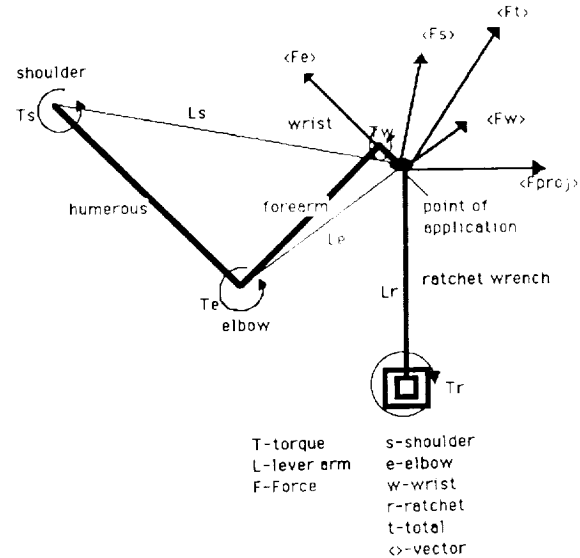 <Ft>
<Fs>
<Fe>
shoulder
Ts
Ls
wrist
Tw
<Fw>
<Fproj>
humerous
forearm
point of
application
Le
ratchet wrench
Lr
Te
elbow
Tr
T-torque
L-lever arm
F-Force
s-shoulder
e-elbow
w-wrist
r-ratchet
t-total
<>-vector